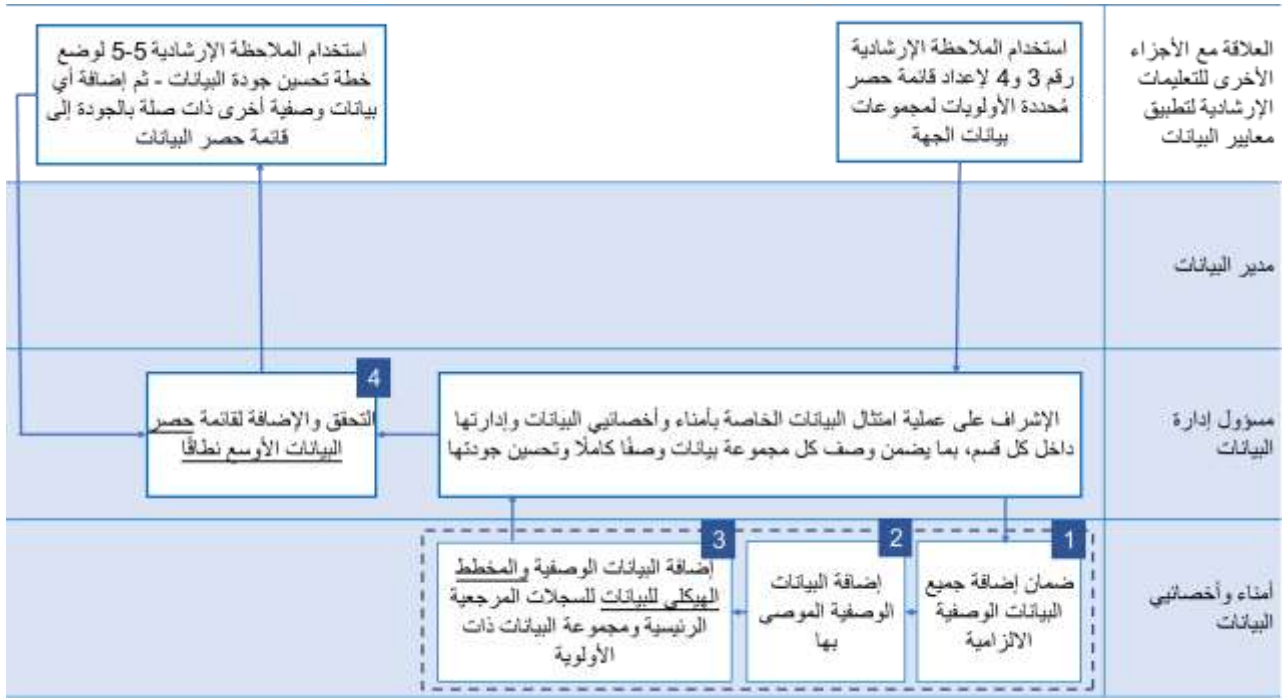 العلاقة مع الأجزاء
الأخرى للتعليمات
الإرشادية لتطبيق
معايير البيانات
استخدام الملاحظة الإرشادية
رقم 3 و4 لإعداد قائمة حصر
مُحددة الأولويات لمجموعات
بيانات الجهة
استخدام الملاحظة الإرشادية 5-5 لوضع
خطة تحسين جودة البيانات - ثم إضافة أي
بيانات وصفية أخرى ذات صلة بالجودة إلى
قائمة حصر البيانات
مدير البيانات
مسؤول إدارة
البيانات
الإشراف على عملية امتثال البيانات الخاصة بأمناء وأخصائيي البيانات وإدارتها
داخل كل قسم، بما يضمن وصف كل مجموعة بيانات وصفًا كاملًا وتحسين جودتها
4
التحقق والإضافة لقائمة حصر
البيانات الأوسع نطاقًا
أمناء وأخصائيي
البيانات
1
ضمان إضافة جميع
البيانات الوصفية
الالزامية
2
إضافة البيانات
الوصفية الموصى
بها
3
إضافة البيانات الوصفية والمخطط
الهيكلي للبيانات للسجلات المرجعية
الرئيسية ومجموعة البيانات ذات
الأولوية